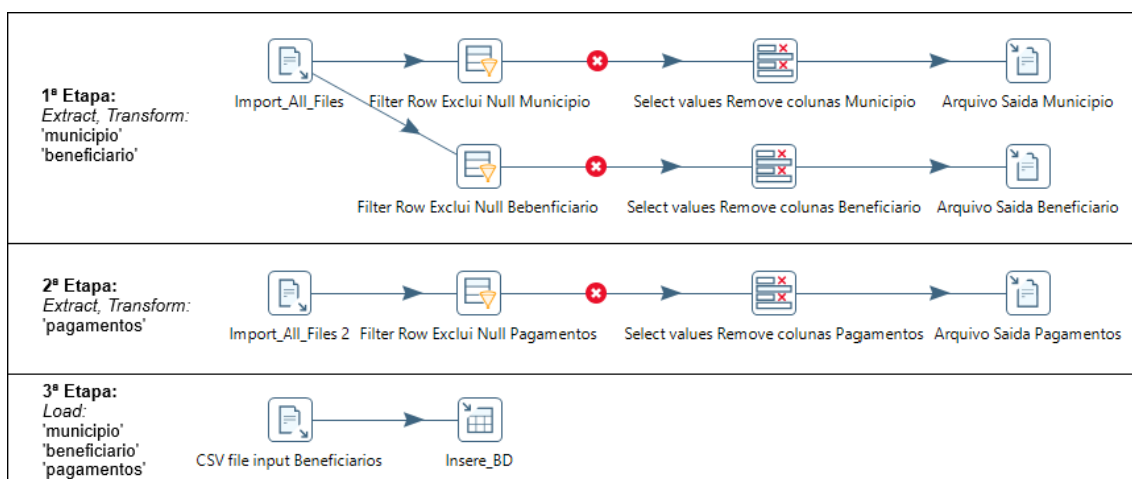 1ª Etapa:
Extract, Transform:
'municipio'
'beneficiario'
Import_All_Files
Filter Row Exclui Null Municipio
Select values Remove colunas Municipio
Arquivo Saida Municipio
Filter Row Exclui Null Bebenficiario
Select values Remove colunas Beneficiario
Arquivo Saida Beneficiario
2ª Etapa:
Extract, Transform:
'pagamentos'
Import_All_Files 2
Filter Row Exclui Null Pagamentos
Select values Remove colunas Pagamentos
Arquivo Saida Pagamentos
3ª Etapa:
Load:
'municipio'
'beneficiario'
'pagamentos'
CSV file input Beneficiarios
Insere_BD